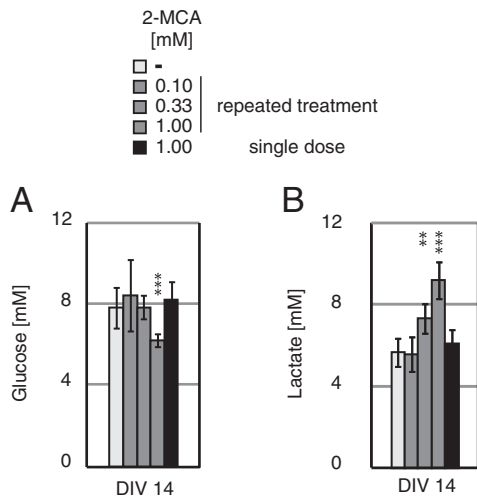 2-MCA
[mM]
-
0.10
0.33 repeated treatment
1.00
1.00 single dose
A
12
8
4
0
Glucose [mM]
***
DIV 14
B
12
8
4
0
Lactate [mM]
**
***
DIV 14